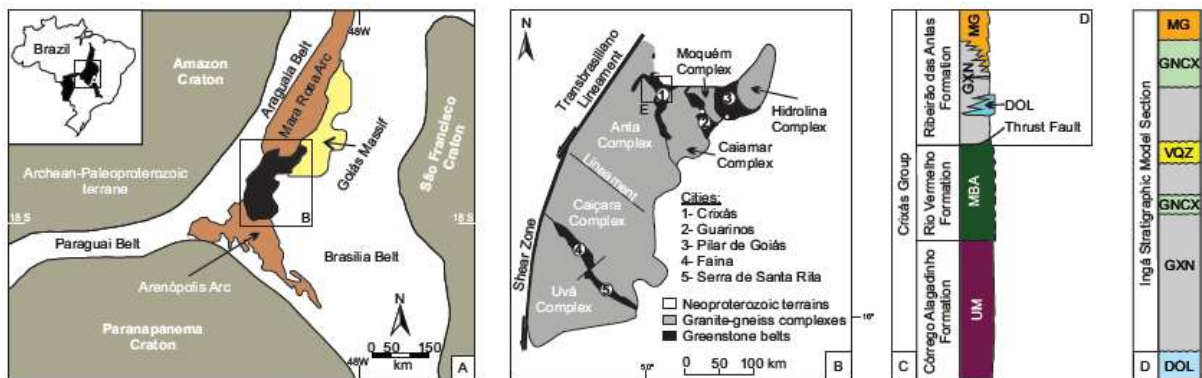 Brazil
A
Amazon
Craton
Araguaia Belt
Mara Rosa Arc
48W
Goiás Massif
São Francisco
Craton
Archean-Paleoproterozoic
terrane
B
18 S
18 S
Paraguai Belt
Brasilia Belt
Arenópolis Arc
Paranapanema
Craton
N
0 50 150
km
48W
A
N
Transbrasiliano
Lineament
Moquém
Complex
1
E
2
3
Hidrolina
Complex
Anta
Complex
Caiamar
Complex
Lineament
Caiçara
Complex
Shear Zone
4
5
Uvá
Complex
Cities:
1- Crixás
2- Guarinos
3- Pilar de Goiás
4- Faina
5- Serra de Santa Rita
Neoproterozoic terrains
Granite-gneiss complexes
Greenstone belts
0 50 100 km
B
Crixás Group
Ribeirão das Antas
Formation
Rio Vermelho
Formation
Córrego Alagadinho
Formation
MG
GXN
DOL
Thrust Fault
MBA
UM
D
C
Ingá Stratigraphic Model Section
MG
GNCX
VQZ
GNCX
GXN
DOL
D